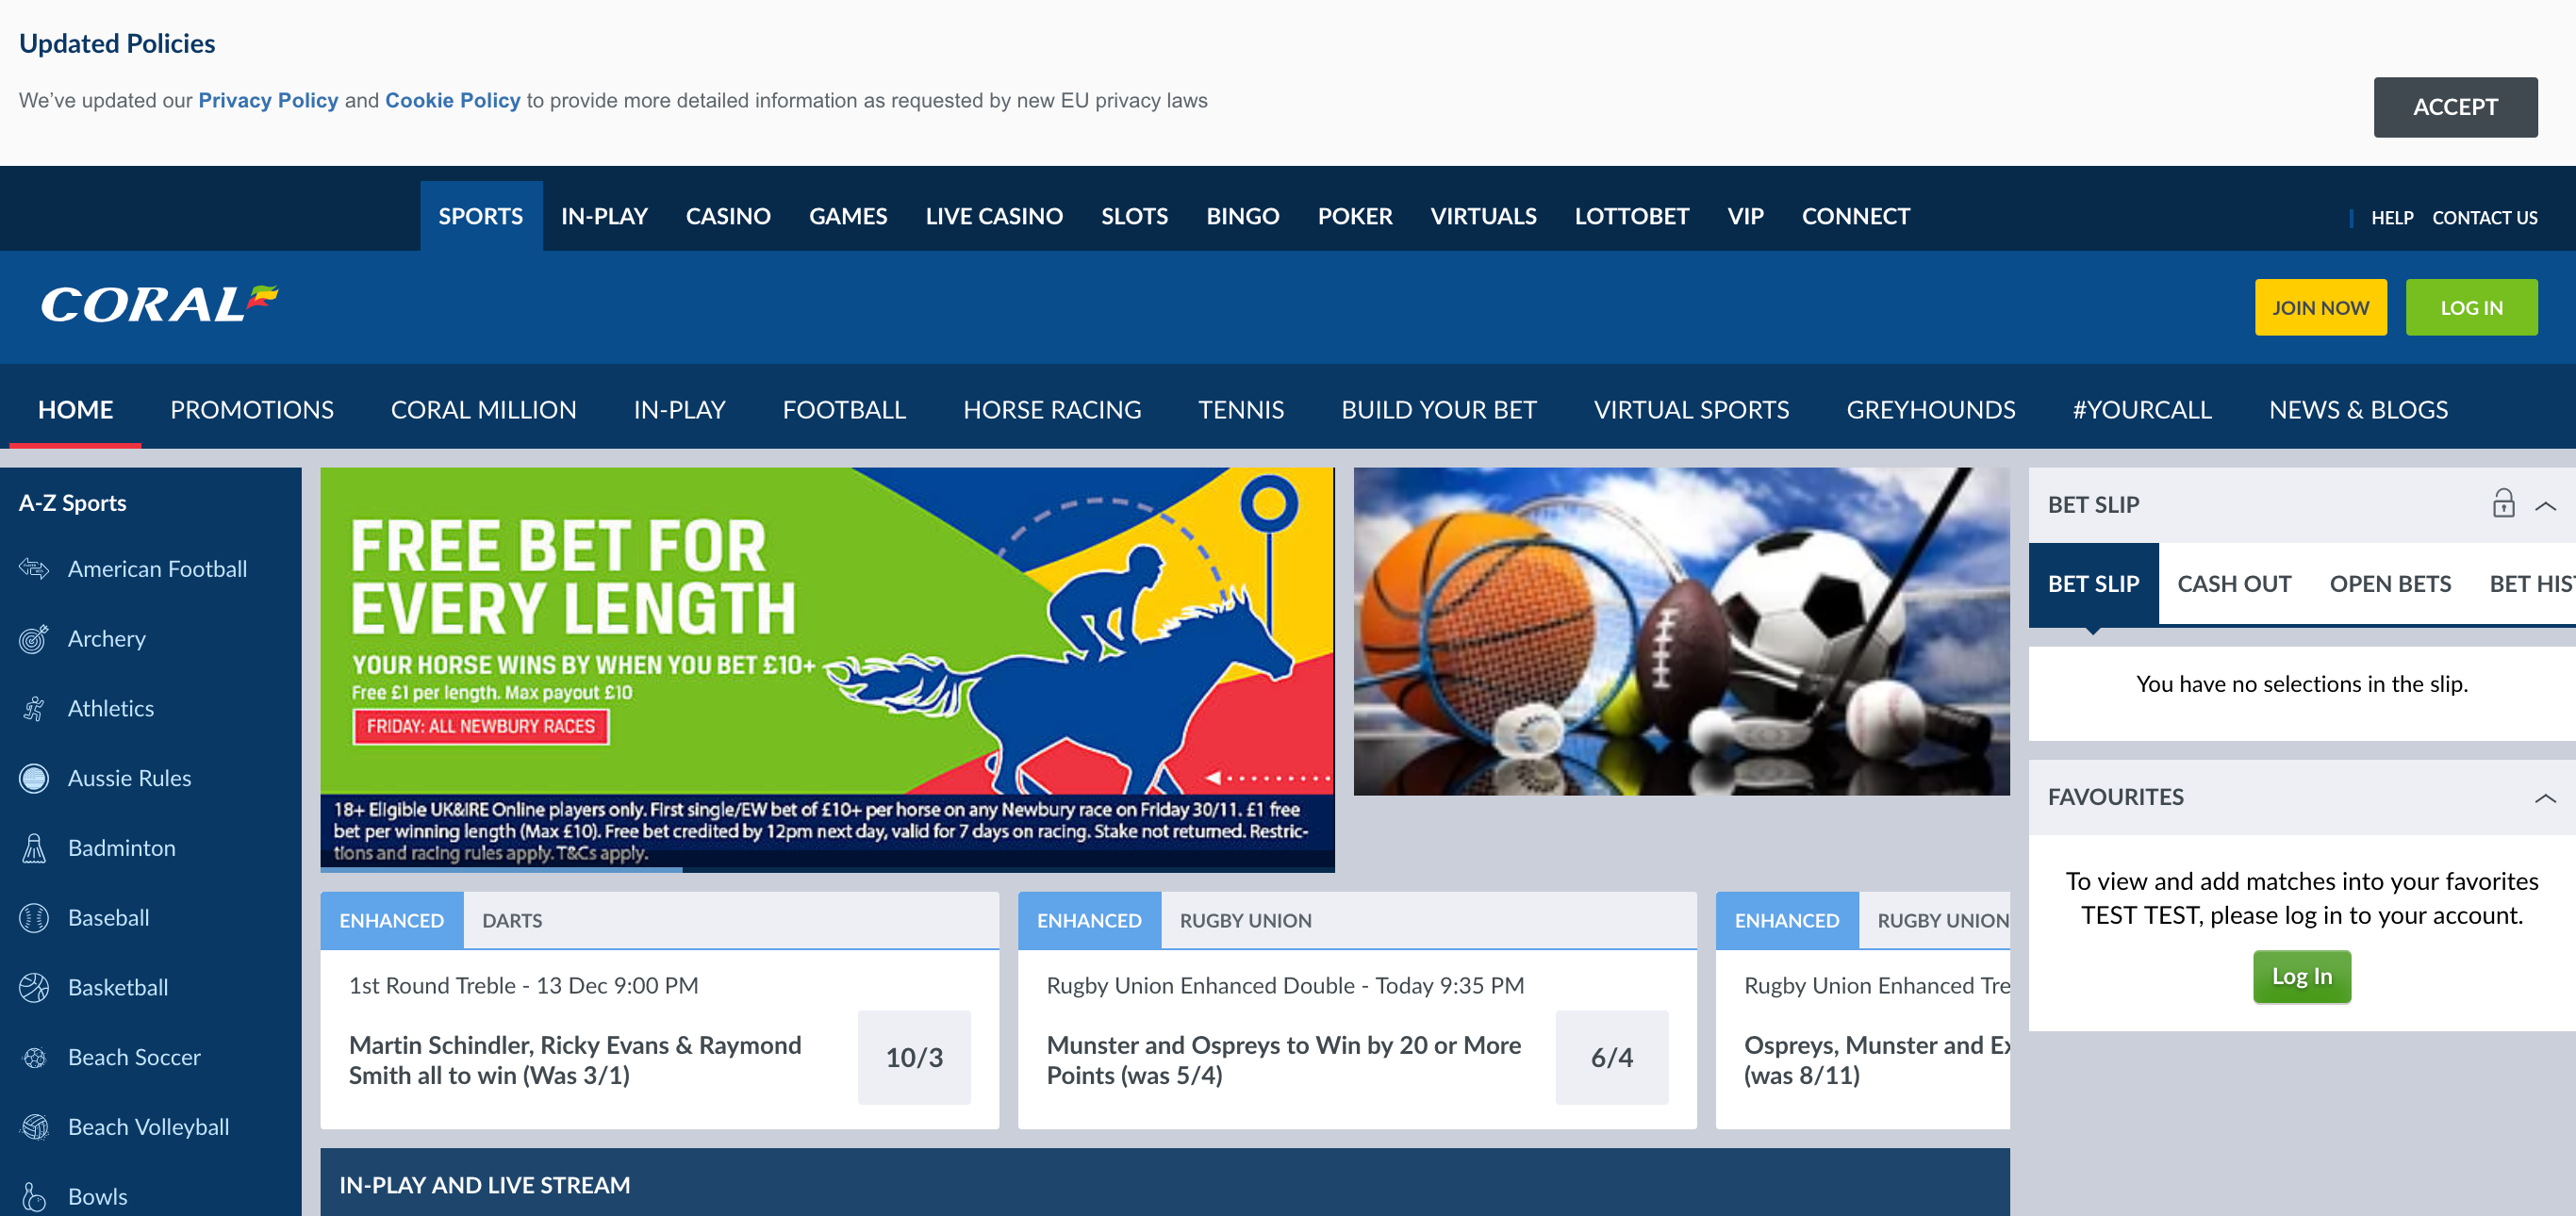 Updated Policies
We've updated our Privacy Policy and Cookie Policy to provide more detailed information as requested by new EU privacy laws
ACCEPT
SPORTS IN-PLAY CASINO GAMES LIVE CASINO SLOTS BINGO POKER VIRTUALS LOTTOBET VIP CONNECT
HELP CONTACT US
CORAL
JOIN NOW LOG IN
HOME PROMOTIONS CORAL MILLION IN-PLAY FOOTBALL HORSE RACING TENNIS BUILD YOUR BET VIRTUAL SPORTS GREYHOUNDS #YOURCALL NEWS & BLOGS
A-Z Sports
American Football
Archery
Athletics
Aussie Rules
Badminton
Baseball
Basketball
Beach Soccer
Beach Volleyball
Bowls
FREE BET FOR
EVERY LENGTH
YOUR HORSE WINS BY WHEN YOU BET £10+
Free £1 per length. Max payout £10
FRIDAY: ALL NEWBURY RACES
18+ Eligible UK&IRE Online players only. First single/EW bet of £10+ per horse on any Newbury race on Friday 30/11. £1 free
bet per winning length (Max £10). Free bet credited by 12pm next day, valid for 7 days on racing. Stake not returned. Restric-
tions and racing rules apply. T&Cs apply.
ENHANCED DARTS
1st Round Treble - 13 Dec 9:00 PM
Martin Schindler, Ricky Evans & Raymond
Smith all to win (Was 3/1)
10/3
ENHANCED RUGBY UNION
Rugby Union Enhanced Double - Today 9:35 PM
Munster and Ospreys to Win by 20 or More
Points (was 5/4)
6/4
ENHANCED RUGBY UNION
Rugby Union Enhanced Tre
Ospreys, Munster and Ex
(was 8/11)
IN-PLAY AND LIVE STREAM
BET SLIP
BET SLIP CASH OUT OPEN BETS BET HIST
You have no selections in the slip.
FAVOURITES
To view and add matches into your favorites
TEST TEST, please log in to your account.
Log In